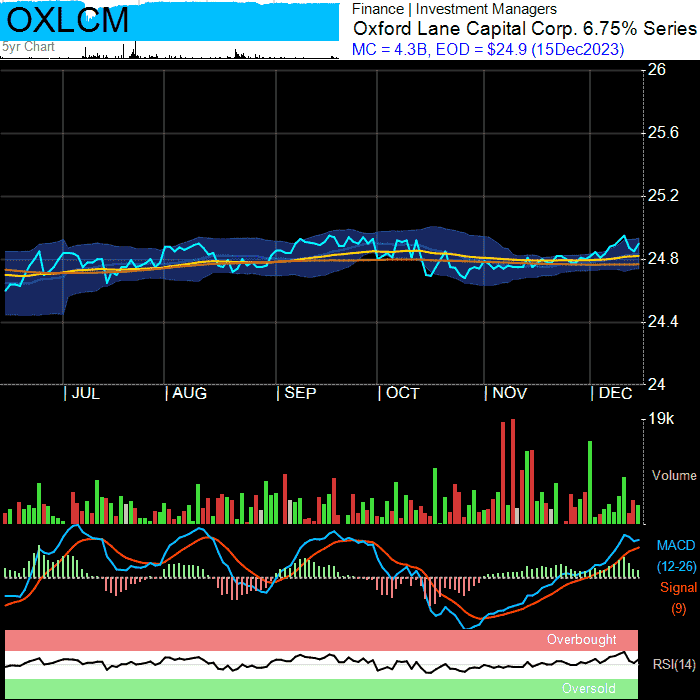 OXLCM
5yr Chart
Finance | Investment Managers
Oxford Lane Capital Corp. 6.75% Series
MC = 4.3B, EOD = $24.9 (15Dec2023)
26
25.6
25.2
24.8
24.4
24
| JUL | AUG | SEP | OCT | NOV | DEC
19k
Volume
MACD
(12-26)
Signal
(9)
Overbought
RSI(14)
Oversold